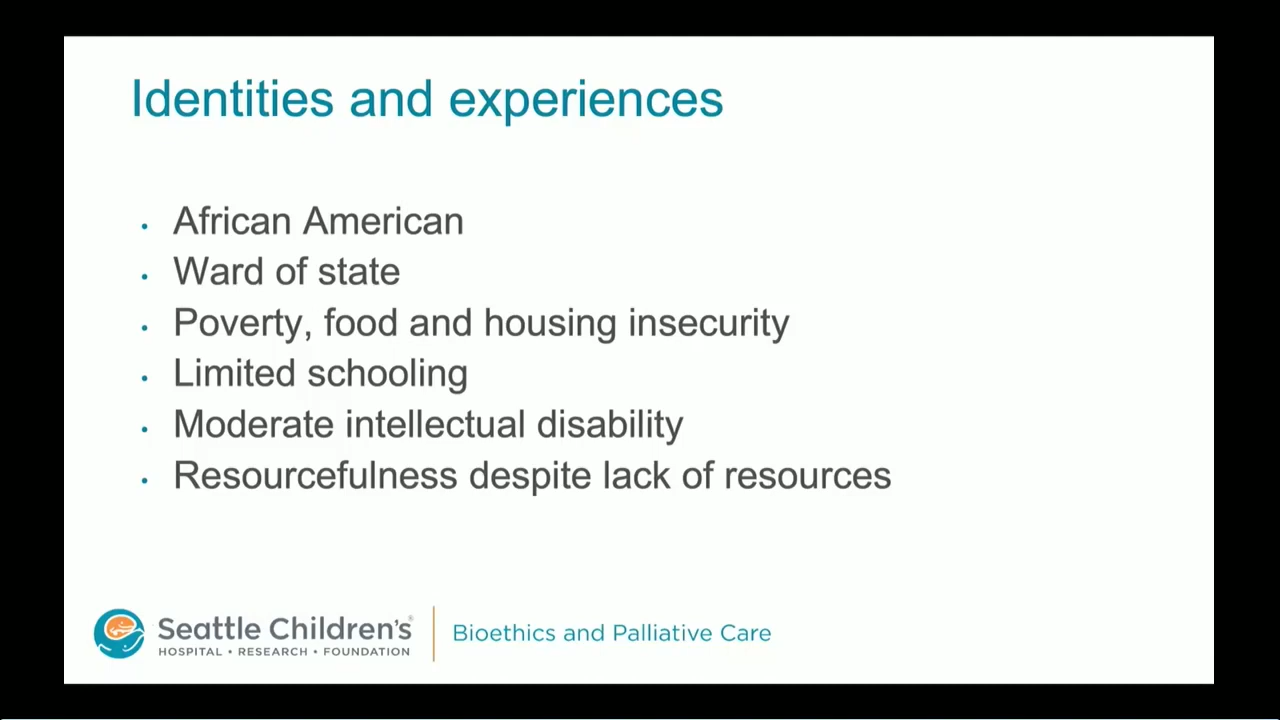 Identities and experiences
• African American
• Ward of state
• Poverty, food and housing insecurity
• Limited schooling
• Moderate intellectual disability
• Resourcefulness despite lack of resources
Seattle Children's®
HOSPITAL • RESEARCH • FOUNDATION
Bioethics and Palliative Care